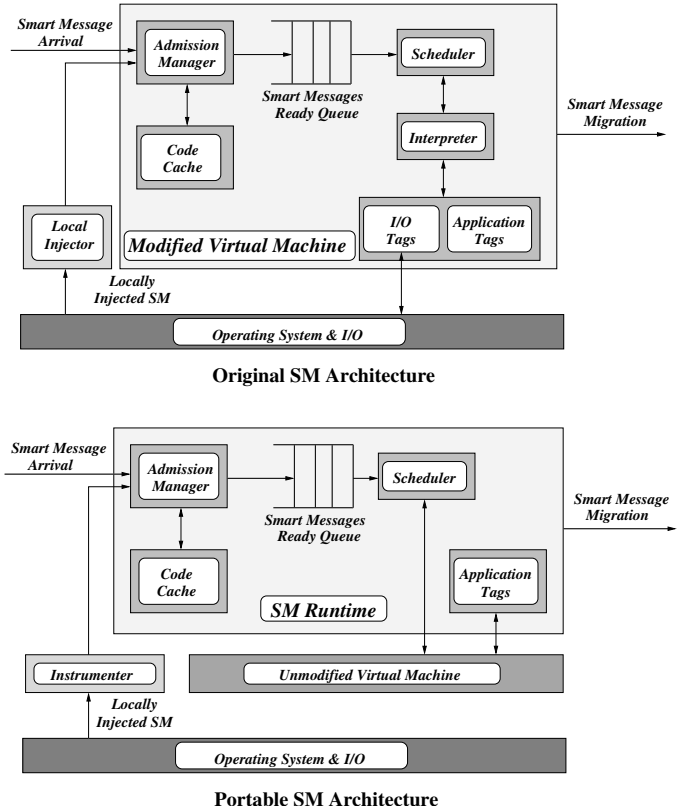 Smart Message
Arrival
Admission
Manager
Scheduler
Smart Messages
Ready Queue
Smart Message
Migration
Code
Cache
Interpreter
Local
Injector
I/O
Tags
Application
Tags
Modified Virtual Machine
Locally
Injected SM
Operating System & I/O
Original SM Architecture
Smart Message
Arrival
Admission
Manager
Scheduler
Smart Messages
Ready Queue
Smart Message
Migration
Code
Cache
Application
Tags
SM Runtime
Instrumenter
Unmodified Virtual Machine
Locally
Injected SM
Operating System & I/O
Portable SM Architecture